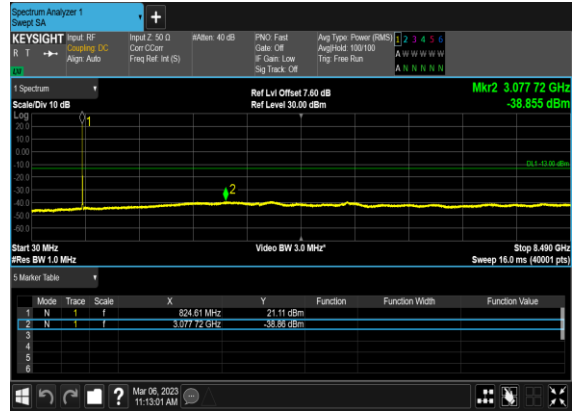 Spectrum Analyzer 1
Swept SA
+
KEYSIGHT Input: RF Input Z: 50 Ω #Atten: 40 dB PNO: Fast Avg Type: Power (RMS) 1 2 3 4 5 6
R T Coupling: DC Corr CCorr Gate: Off Avg|Hold: 100/100 A W W W W W
Align: Auto Freq Ref: Int (S) IF Gain: Low Trig: Free Run
Sig Track: Off A N N N N N
1 Spectrum Ref Lvl Offset 7.60 dB Mkr2 3.077 72 GHz
Scale/Div 10 dB Ref Level 30.00 dBm -38.855 dBm
Log
20.0
10.0
0.00
-10.0 DL1 -13.00 dBm
-20.0
-30.0
-40.0
-50.0
-60.0
1
2
Start 30 MHz Video BW 3.0 MHz* Stop 8.490 GHz
#Res BW 1.0 MHz Sweep 16.0 ms (40001 pts)
5 Marker Table
Mode Trace Scale X Y Function Function Width Function Value
1 N 1 f 824.61 MHz 21.11 dBm
2 N 1 f 3.077 72 GHz -38.86 dBm
3
4
5
6
? Mar 06, 2023
11:13:01 AM